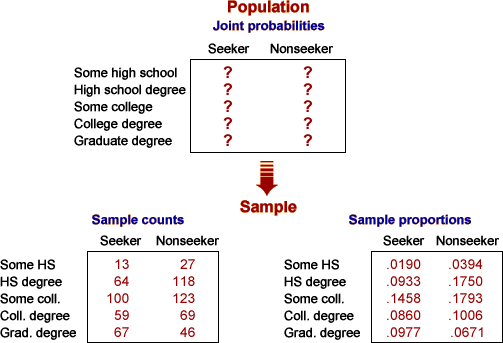 Population
Joint probabilities
Seeker Nonseeker
Some high school ? ?
High school degree ? ?
Some college ? ?
College degree ? ?
Graduate degree ? ?
Sample
Sample counts
Seeker Nonseeker
Some HS 13 27
HS degree 64 118
Some coll. 100 123
Coll. degree 59 69
Grad. degree 67 46
Sample proportions
Seeker Nonseeker
Some HS .0190 .0394
HS degree .0933 .1750
Some coll. .1458 .1793
Coll. degree .0860 .1006
Grad. degree .0977 .0671